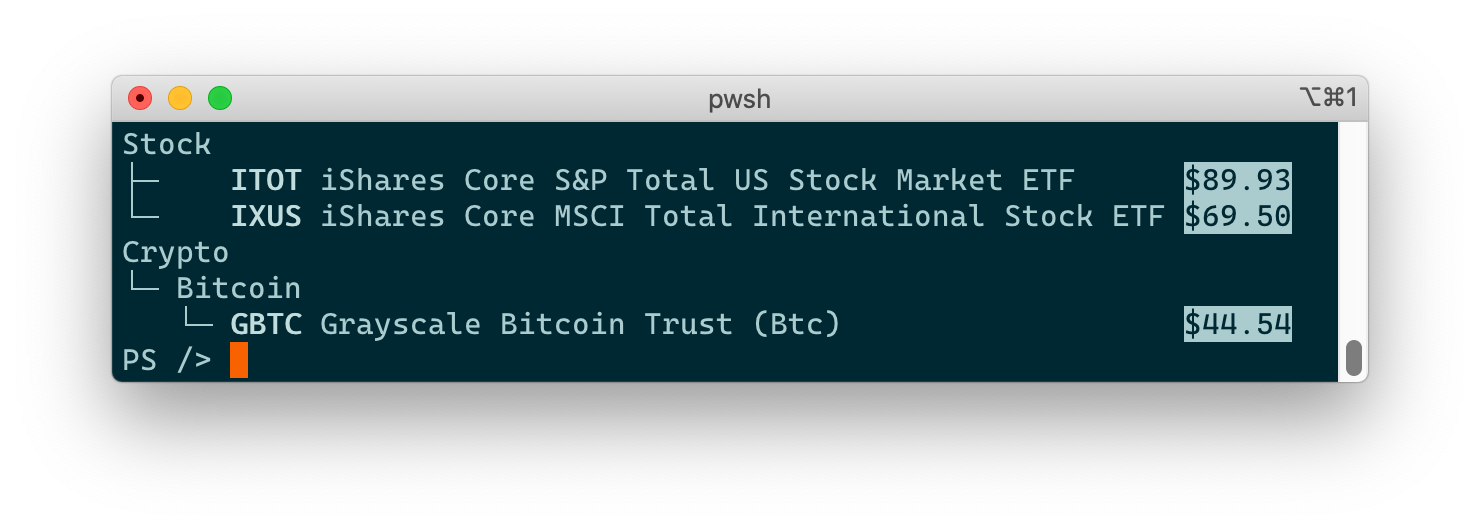 pwsh
⌥⌘1
Stock
├─    ITOT iShares Core S&P Total US Stock Market ETF      $89.93
└─    IXUS iShares Core MSCI Total International Stock ETF $69.50
Crypto
└─ Bitcoin
   └─ GBTC Grayscale Bitcoin Trust (Btc)                   $44.54
PS />